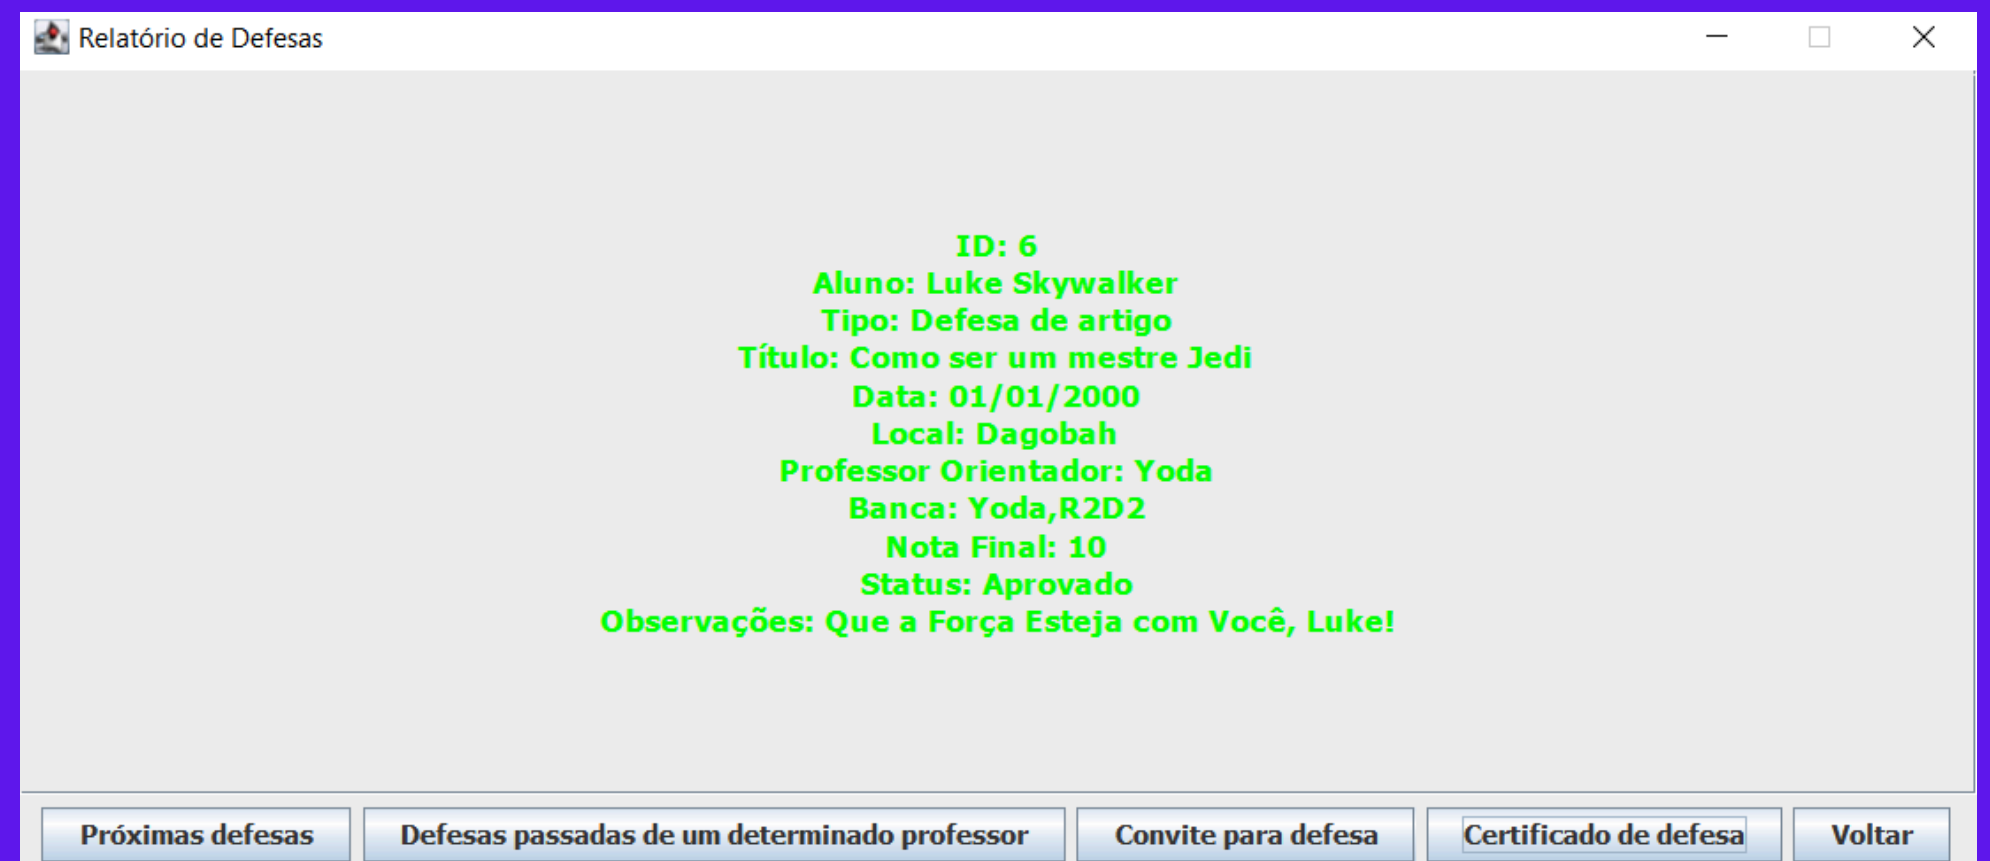 Relatório de Defesas
ID: 6
Aluno: Luke Skywalker
Tipo: Defesa de artigo
Título: Como ser um mestre Jedi
Data: 01/01/2000
Local: Dagobah
Professor Orientador: Yoda
Banca: Yoda,R2D2
Nota Final: 10
Status: Aprovado
Observações: Que a Força Esteja com Você, Luke!
Próximas defesas Defesas passadas de um determinado professor Convite para defesa Certificado de defesa Voltar